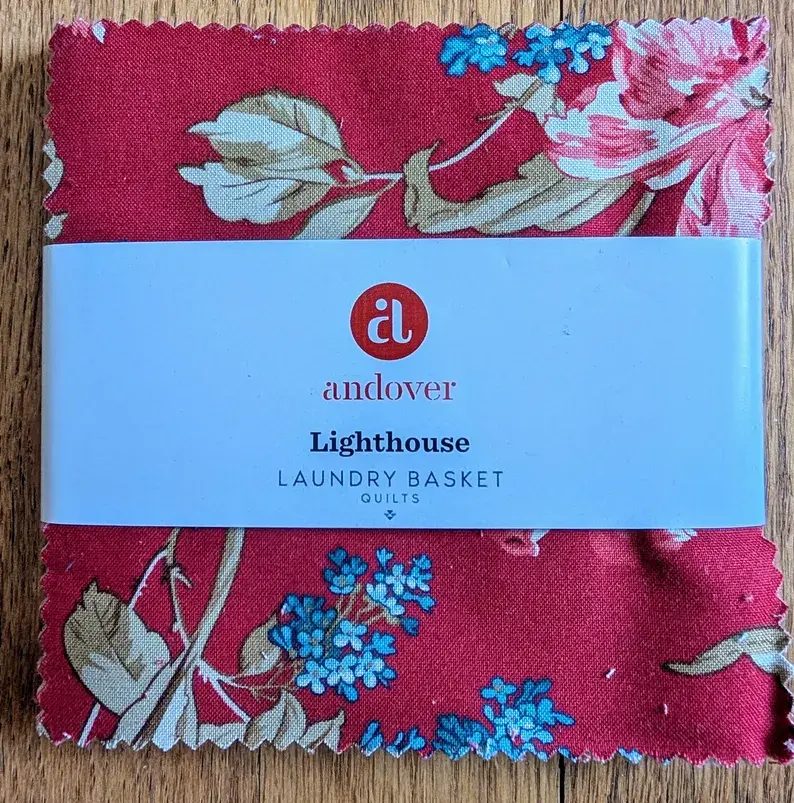 a
andover
Lighthouse
LAUNDRY BASKET
QUILTS